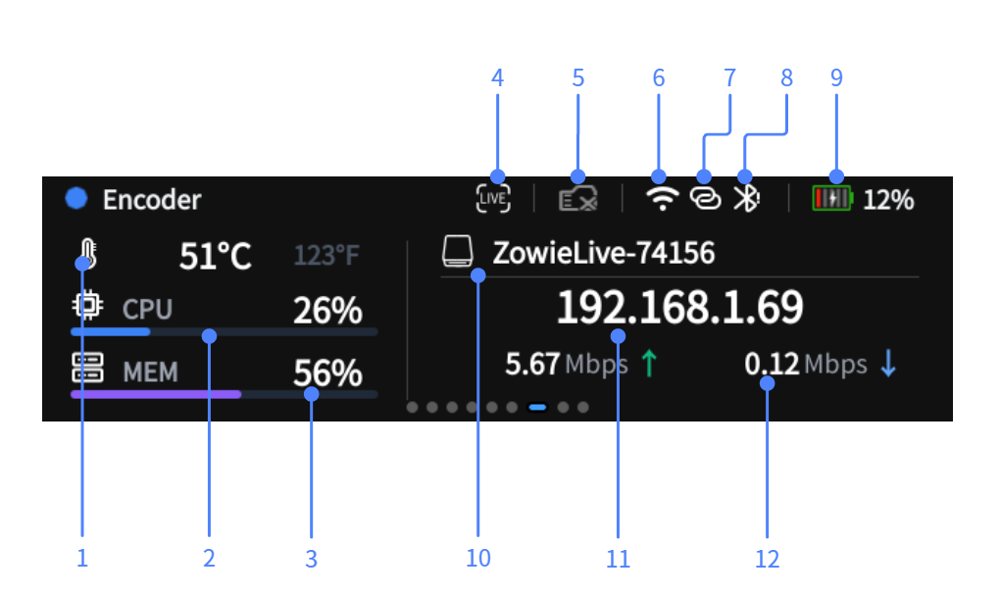 4 5 6 7 8 9
Encoder LIVE 12%
51°C 123°F ZowieLive-74156
CPU 26% 192.168.1.69
5.67 Mbps ↑ 0.12 Mbps ↓
MEM 56%
1 2 3 10 11 12